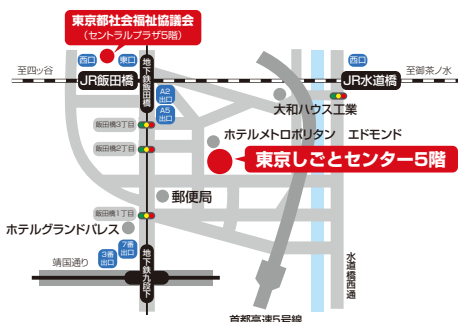 東京都社会福祉協議会
（セントラルプラザ5階）
西口
東口
西口
至四ッ谷
JR飯田橋
地下鉄飯田橋
JR水道橋
至御茶ノ水
A2
出口
A5
出口
大和ハウス工業
飯田橋3丁目
ホテルメトロポリタン　エドモンド
飯田橋2丁目
東京しごとセンター5階
郵便局
飯田橋1丁目
ホテルグランドパレス
7番
出口
3番
出口
靖国通り
地下鉄九段下
水道橋西通
首都高速5号線